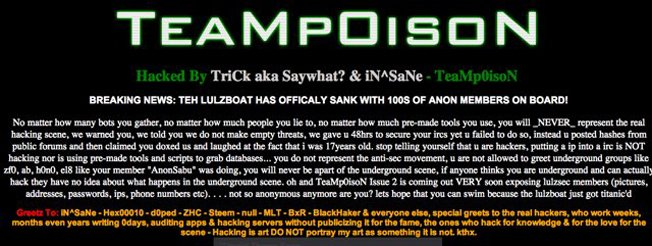 TeaMp0isoN
Hacked By TriCk aka Saywhat? & iN^SaNe - TeaMp0isoN
BREAKING NEWS: TEH LULZBOAT HAS OFFICALY SANK WITH 100S OF ANON MEMBERS ON BOARD!
No matter how many bots you gather, no matter how much people you lie to, no matter how much pre-made tools you use, you will _NEVER_ represent the real
hacking scene, we warned you, we told you we do not make empty threats, we gave u 48hrs to secure your ircs yet u failed to do so, instead u posted hashes from
public forums and then claimed you doxed us and laughed at the fact that i was 17years old. stop telling yourself that u are hackers, putting a ip into a irc is NOT
hacking nor is using pre-made tools and scripts to grab databases... you do not represent the anti-sec movement, u are not allowed to greet underground groups like
zf0, ab, h0n0, el8 like your member "AnonSabu" was doing, you will never be apart of the underground scene, if anyone thinks you are underground and can actually
hack they have no idea about what happens in the underground scene. oh and TeaMp0isoN Issue 2 is coming out VERY soon exposing lulzsec members (pictures,
addresses, passwords, ips, phone numbers etc) . . . . not so anonymous anymore are you? lets hope that you can swim because the lulzboat just got titanic'd
Greetz To: iN^SaNe - Hex00010 - d0ped - ZHC - Steem - null - MLT - BxR - BlackHaker & everyone else, special greets to the real hackers, who work weeks,
months even years writing 0days, auditing apps & hacking servers without publicizing it for the fame, the ones who hack for knowledge & for the love for the
scene - Hacking is art DO NOT portray my art as something it is not. kthx.